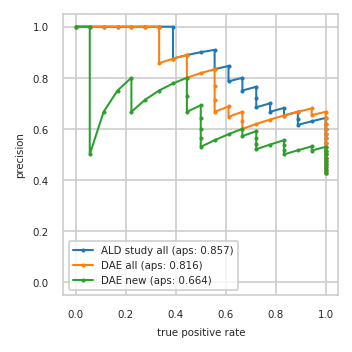 1.0
0.8
0.6
0.4
0.2
0.0
precision
ALD study all (aps: 0.857)
DAE all (aps: 0.816)
DAE new (aps: 0.664)
0.0 0.2 0.4 0.6 0.8 1.0
true positive rate